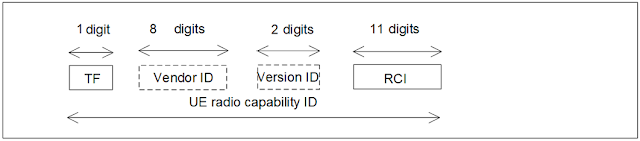 1 digit 8 digits 2 digits 11 digits
TF Vendor ID Version ID RCI
UE radio capability ID